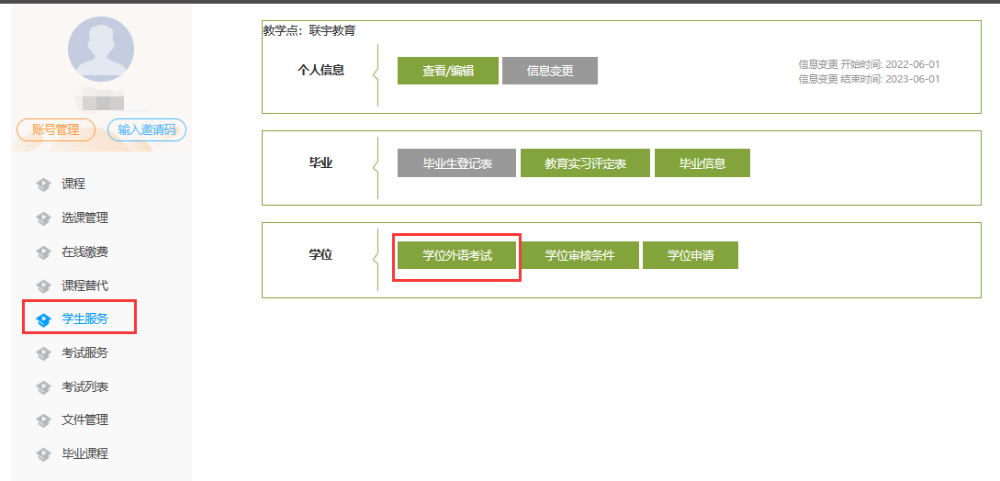 账号管理
输入邀请码
课程
选课管理
在线缴费
课程替代
学生服务
考试服务
考试列表
文件管理
毕业课程
教学点：联宇教育
个人信息
查看/编辑
信息变更
信息变更 开始时间: 2022-06-01
信息变更 结束时间: 2023-06-01
毕业
毕业生登记表
教育实习评定表
毕业信息
学位
学位外语考试
学位审核条件
学位申请